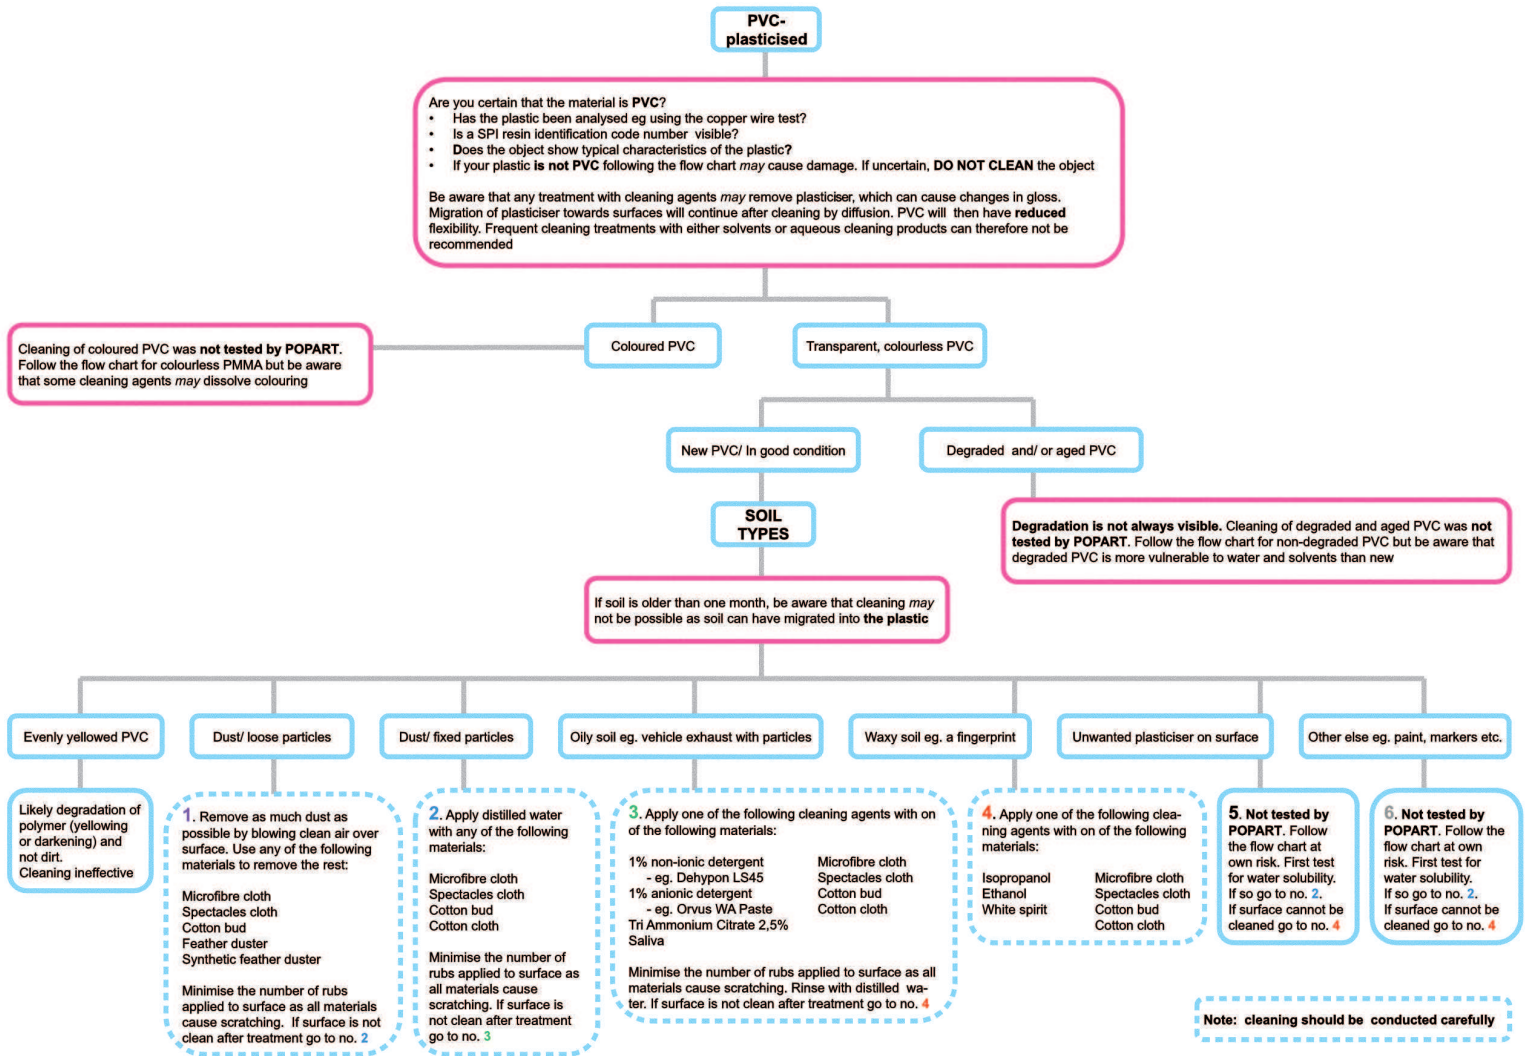 PVC-
plasticised
Are you certain that the material is PVC?
• Has the plastic been analysed eg using the copper wire test?
• Is a SPI resin identification code number visible?
• Does the object show typical characteristics of the plastic?
• If your plastic is not PVC following the flow chart may cause damage. If uncertain, DO NOT CLEAN the object
Be aware that any treatment with cleaning agents may remove plasticiser, which can cause changes in gloss.
Migration of plasticiser towards surfaces will continue after cleaning by diffusion. PVC will then have reduced
flexibility. Frequent cleaning treatments with either solvents or aqueous cleaning products can therefore not be
recommended
Cleaning of coloured PVC was not tested by POPART.
Follow the flow chart for colourless PMMA but be aware
that some cleaning agents may dissolve colouring
Coloured PVC
Transparent, colourless PVC
New PVC/ In good condition
Degraded and/ or aged PVC
SOIL
TYPES
Degradation is not always visible. Cleaning of degraded and aged PVC was not
tested by POPART. Follow the flow chart for non-degraded PVC but be aware that
degraded PVC is more vulnerable to water and solvents than new
If soil is older than one month, be aware that cleaning may
not be possible as soil can have migrated into the plastic
Evenly yellowed PVC
Dust/ loose particles
Dust/ fixed particles
Oily soil eg. vehicle exhaust with particles
Waxy soil eg. a fingerprint
Unwanted plasticiser on surface
Other else eg. paint, markers etc.
Likely degradation of
polymer (yellowing
or darkening) and
not dirt.
Cleaning ineffective
1. Remove as much dust as
possible by blowing clean air over
surface. Use any of the following
materials to remove the rest:
Microfibre cloth
Spectacles cloth
Cotton bud
Feather duster
Synthetic feather duster
Minimise the number of rubs
applied to surface as all materials
cause scratching. If surface is not
clean after treatment go to no. 2
2. Apply distilled water
with any of the following
materials:
Microfibre cloth
Spectacles cloth
Cotton bud
Cotton cloth
Minimise the number of
rubs applied to surface as
all materials cause
scratching. If surface is
not clean after treatment
go to no. 3
3. Apply one of the following cleaning agents with on
of the following materials:
1% non-ionic detergent
- eg. Dehypon LS45
1% anionic detergent
- eg. Orvus WA Paste
Tri Ammonium Citrate 2,5%
Saliva
Microfibre cloth
Spectacles cloth
Cotton bud
Cotton cloth
Minimise the number of rubs applied to surface as all
materials cause scratching. Rinse with distilled wa-
ter. If surface is not clean after treatment go to no. 4
4. Apply one of the following clea-
ning agents with on of the following
materials:
Isopropanol
Ethanol
White spirit
Microfibre cloth
Spectacles cloth
Cotton bud
Cotton cloth
5. Not tested by
POPART. Follow
the flow chart at
own risk. First test
for water solubility.
If so go to no. 2.
If surface cannot be
cleaned go to no. 4
6. Not tested by
POPART. Follow the
flow chart at own
risk. First test for
water solubility.
If so go to no. 2.
If surface cannot be
cleaned go to no. 4
Note: cleaning should be conducted carefully